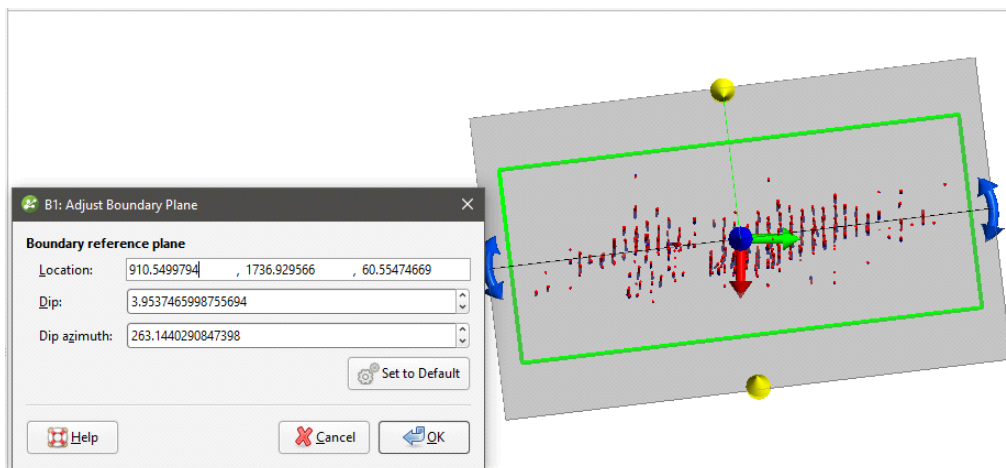 B1: Adjust Boundary Plane
Boundary reference plane
Location: 910.5499794 , 1736.929566 , 60.55474669
Dip: 3.9537465998755694
Dip azimuth: 263.1440290847398
Set to Default
Help Cancel OK